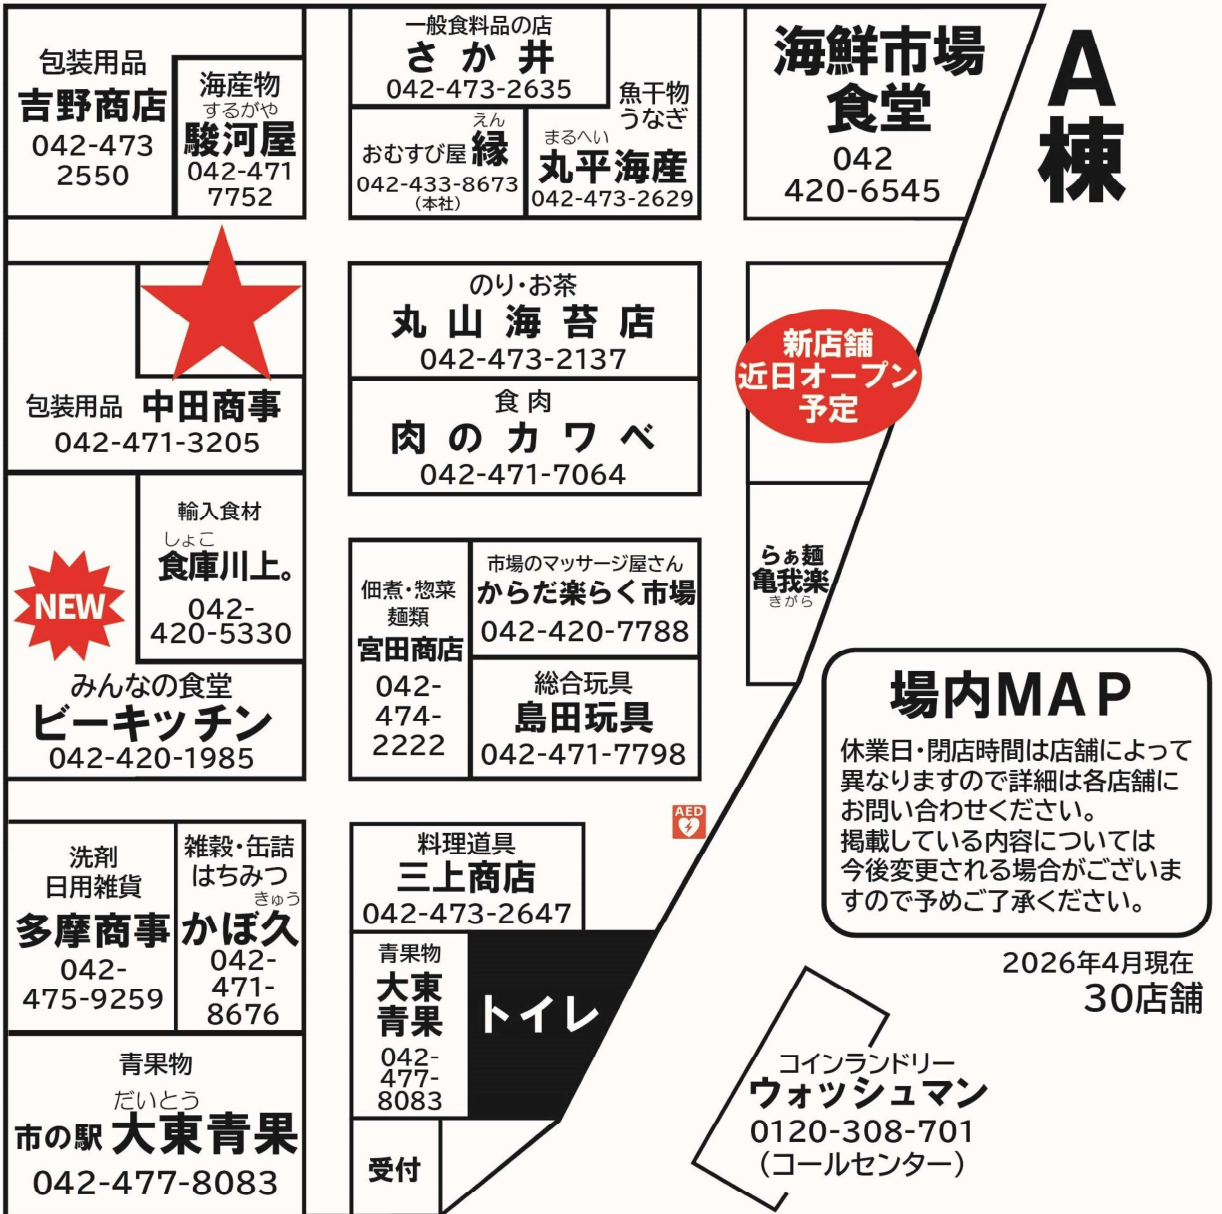 A
棟
包装用品
吉野商店
042-473
2550
海産物
するがや
駿河屋
042-471
7752
一般食料品の店
さか井
042-473-2635
えん
おむすび屋 縁
042-433-8673
(本社)
魚干物
うなぎ
まるへい
丸平海産
042-473-2629
海鮮市場
食堂
042
420-6545
包装用品 中田商事
042-471-3205
のり・お茶
丸山海苔店
042-473-2137
食肉
肉のカワベ
042-471-7064
新店舗
近日オープン
予定
らぁ麺
亀我楽
きがら
NEW
みんなの食堂
ビーキッチン
042-420-1985
輸入食材
しょこ
食庫川上。
042-
420-5330
佃煮・惣菜
麺類
宮田商店
042-
474-
2222
市場のマッサージ屋さん
からだ楽らく市場
042-420-7788
総合玩具
島田玩具
042-471-7798
AED
洗剤
日用雑貨
多摩商事
042-
475-9259
雑穀・缶詰
はちみつ
きゅう
かぼ久
042-
471-
8676
料理道具
三上商店
042-473-2647
青果物
大東
青果
042-
477-
8083
トイレ
受付
青果物
だいとう
市の駅 大東青果
042-477-8083
場内MAP
休業日・閉店時間は店舗によって
異なりますので詳細は各店舗に
お問い合わせください。
掲載している内容については
今後変更される場合がございま
すので予めご了承ください。
2026年4月現在
30店舗
コインランドリー
ウォッシュマン
0120-308-701
(コールセンター)